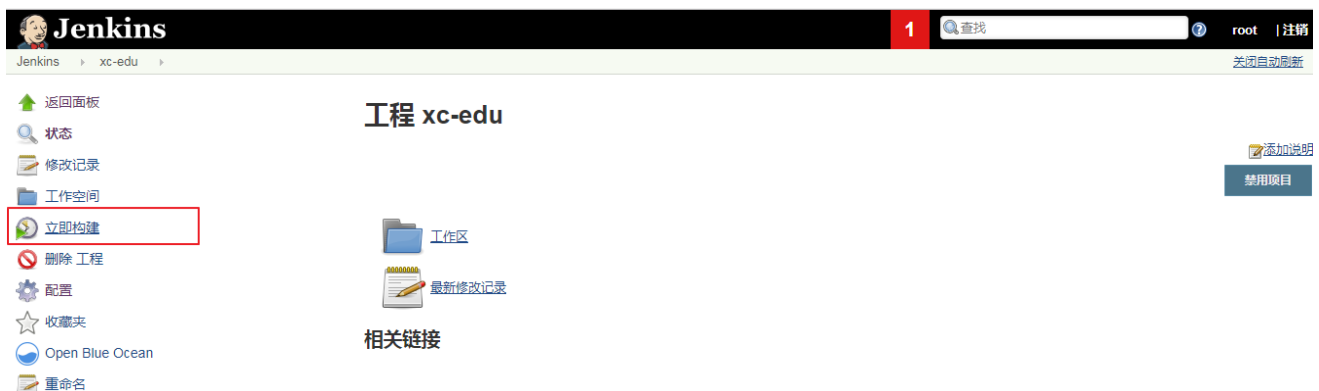 Jenkins
1
查找
root
|注销
Jenkins
xc-edu
关闭自动刷新
返回面板
状态
修改记录
工作空间
立即构建
删除 工程
配置
收藏夹
Open Blue Ocean
重命名
工程 xc-edu
添加说明
禁用项目
工作区
最新修改记录
相关链接